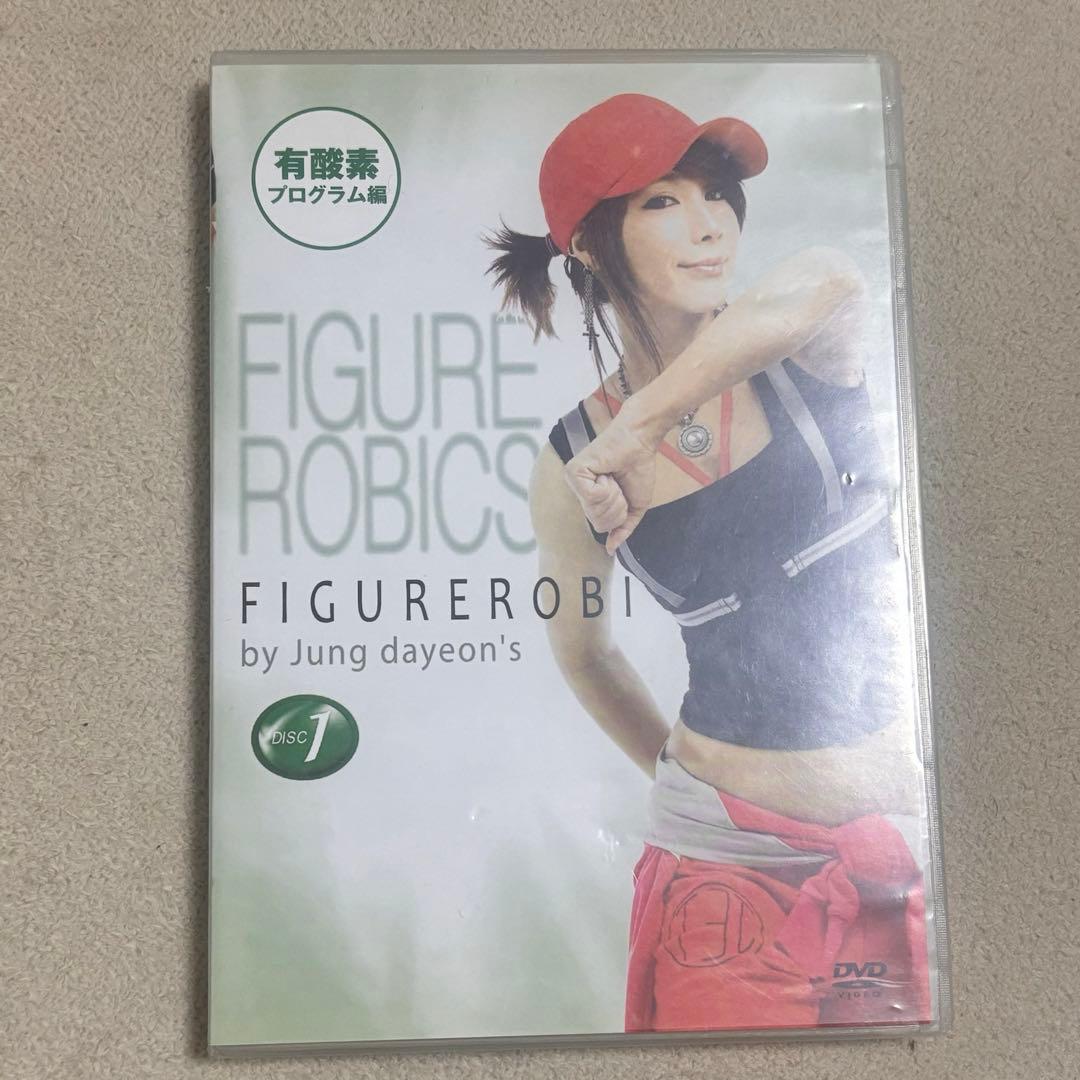 有酸素
プログラム編
FIGURE
ROBICS
FIGUREROBI
by Jung dayeon's
DISC 1
DVD
VIDEO